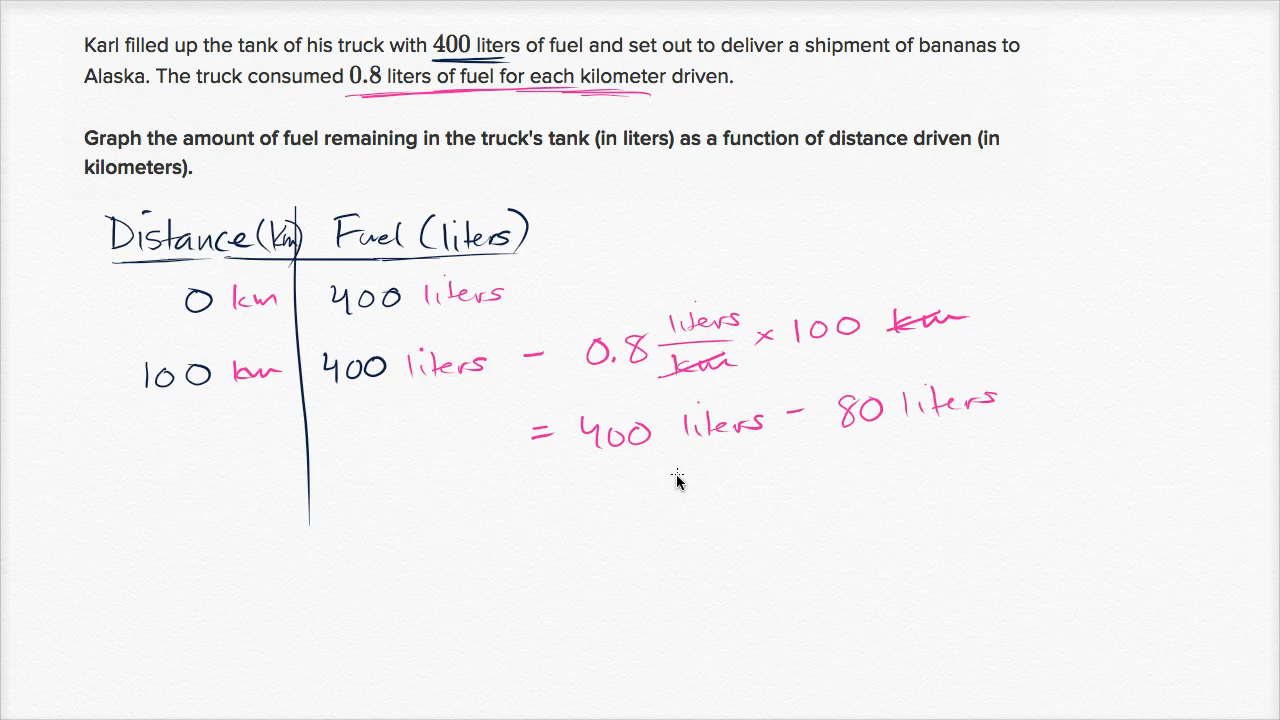 Karl filled up the tank of his truck with 400 liters of fuel and set out to deliver a shipment of bananas to
Alaska. The truck consumed 0.8 liters of fuel for each kilometer driven.
Graph the amount of fuel remaining in the truck's tank (in liters) as a function of distance driven (in
kilometers).
Distance (km) Fuel (liters)
0 km 400 liters
100 km 400 liters - 0.8 liters/km × 100 km
= 400 liters - 80 liters